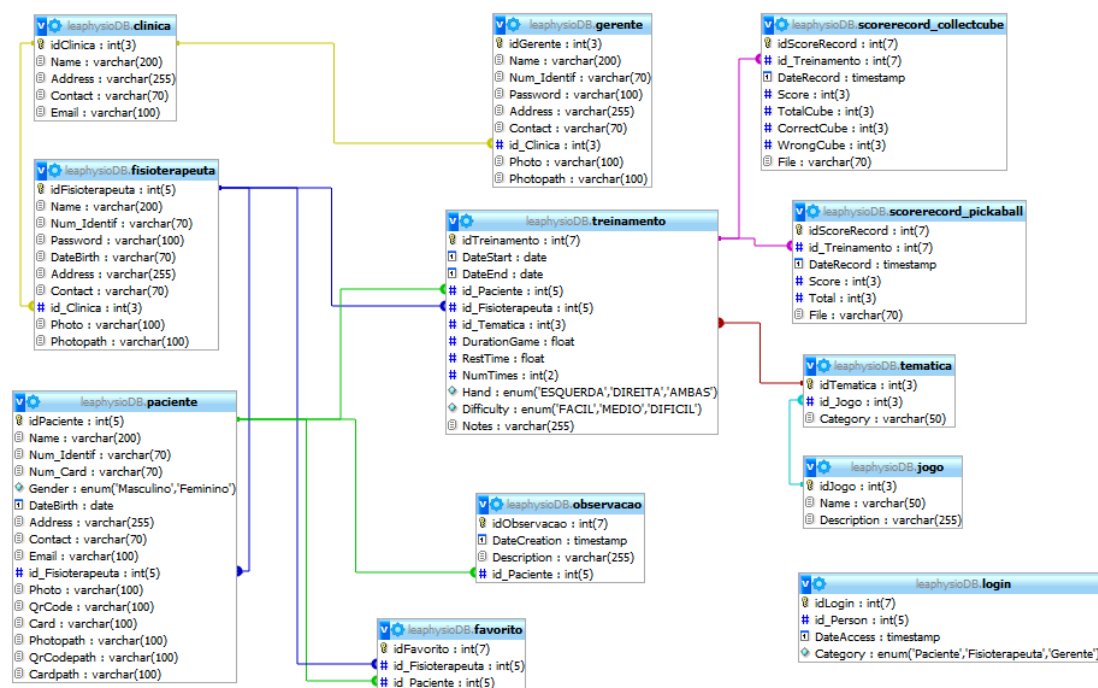 leaphysioDB.clinica
idClinica : int(3)
Name : varchar(200)
Address : varchar(255)
Contact : varchar(70)
Email : varchar(100)
leaphysioDB.gerente
idGerente : int(3)
Name : varchar(200)
Num_Identif : varchar(70)
Password : varchar(100)
Address : varchar(255)
Contact : varchar(70)
id_Clinica : int(3)
Photo : varchar(100)
Photopath : varchar(100)
leaphysioDB.scorerecord_collectcube
idScoreRecord : int(7)
id_Treinamento : int(7)
DateRecord : timestamp
Score : int(3)
TotalCube : int(3)
CorrectCube : int(3)
WrongCube : int(3)
File : varchar(70)
leaphysioDB.fisioterapeuta
idFisioterapeuta : int(5)
Name : varchar(200)
Num_Identif : varchar(70)
Password : varchar(100)
DateBirth : varchar(70)
Address : varchar(255)
Contact : varchar(70)
id_Clinica : int(3)
Photo : varchar(100)
Photopath : varchar(100)
leaphysioDB.treinamento
idTreinamento : int(7)
DateStart : date
DateEnd : date
id_Paciente : int(5)
id_Fisioterapeuta : int(5)
id_Tematica : int(3)
DurationGame : float
RestTime : float
NumTimes : int(2)
Hand : enum('ESQUERDA','DIREITA','AMBAS')
Difficulty : enum('FACIL','MEDIO','DIFICIL')
Notes : varchar(255)
leaphysioDB.scorerecord_pickaball
idScoreRecord : int(7)
id_Treinamento : int(7)
DateRecord : timestamp
Score : int(3)
Total : int(3)
File : varchar(70)
leaphysioDB.tematica
idTematica : int(3)
id_Jogo : int(3)
Category : varchar(50)
leaphysioDB.paciente
idPaciente : int(5)
Name : varchar(200)
Num_Identif : varchar(70)
Num_Card : varchar(70)
Gender : enum('Masculino','Feminino')
DateBirth : date
Address : varchar(255)
Contact : varchar(70)
Email : varchar(100)
id_Fisioterapeuta : int(5)
Photo : varchar(100)
QrCode : varchar(100)
Card : varchar(100)
Photopath : varchar(100)
QrCodepath : varchar(100)
Cardpath : varchar(100)
leaphysioDB.jogo
idJogo : int(3)
Name : varchar(50)
Description : varchar(255)
leaphysioDB.observacao
idObservacao : int(7)
DateCreation : timestamp
Description : varchar(255)
id_Paciente : int(5)
leaphysioDB.login
idLogin : int(7)
id_Person : int(5)
DateAccess : timestamp
Category : enum('Paciente','Fisioterapeuta','Gerente')
leaphysioDB.favorito
idFavorito : int(7)
id_Fisioterapeuta : int(5)
id_Paciente : int(5)